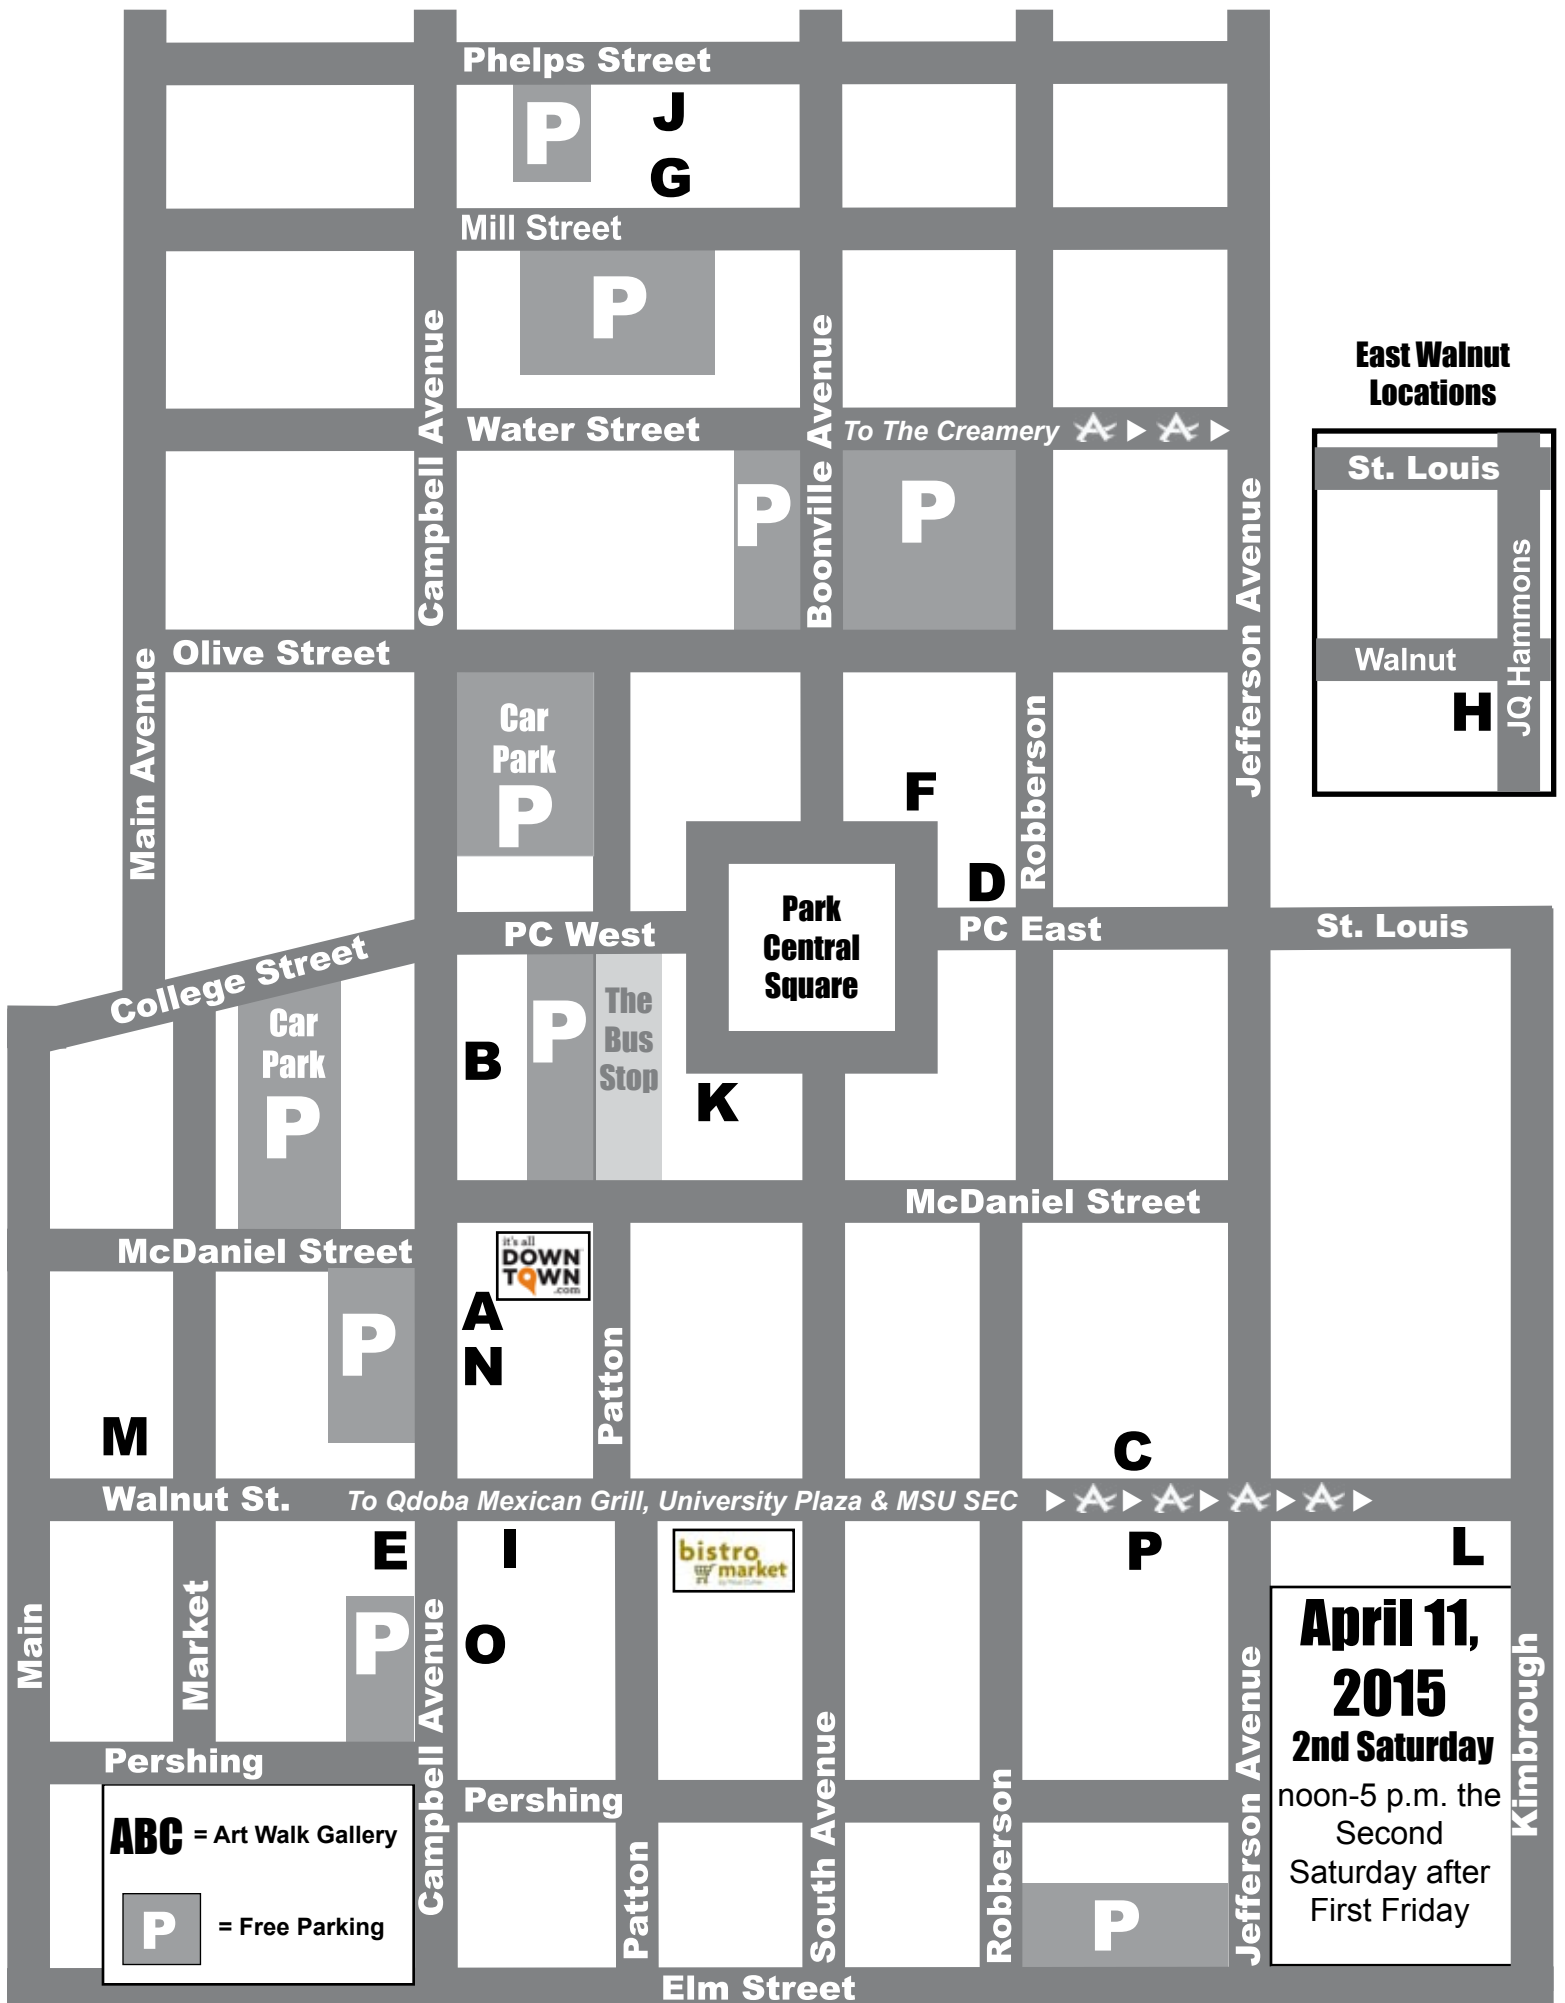 Phelps Street
P
J
G
Mill Street
P
Campbell Avenue
Boonville Avenue
Water Street
To The Creamery
P
P
East Walnut
Locations
St. Louis
JQ Hammons
Walnut
H
Jefferson Avenue
Olive Street
Main Avenue
Car
Park
P
F
Robberson
D
Park
Central
Square
PC West
PC East
St. Louis
College Street
Car
Park
P
B
P
The
Bus
Stop
K
McDaniel Street
McDaniel Street
it's all
DOWN
TOWN
.com
A
N
P
Patton
M
C
Walnut St.
To Qdoba Mexican Grill, University Plaza & MSU SEC
E
I
bistro
market
P
L
Main
Market
P
Campbell Avenue
O
South Avenue
Robberson
Jefferson Avenue
Kimbrough
April 11,
2015
2nd Saturday
noon-5 p.m. the
Second
Saturday after
First Friday
Pershing
Pershing
Patton
ABC = Art Walk Gallery
P = Free Parking
P
Elm Street